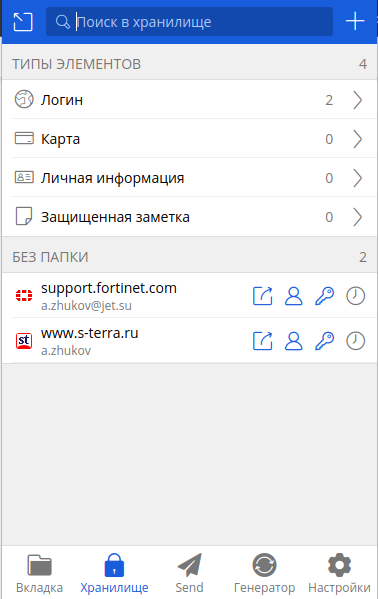 Поиск в хранилище
ТИПЫ ЭЛЕМЕНТОВ 4
Логин 2
Карта 0
Личная информация 0
Защищенная заметка 0
БЕЗ ПАПКИ 2
support.fortinet.com
a.zhukov@jet.su
www.s-terra.ru
st
a.zhukov
Вкладка Хранилище Send Генератор Настройки